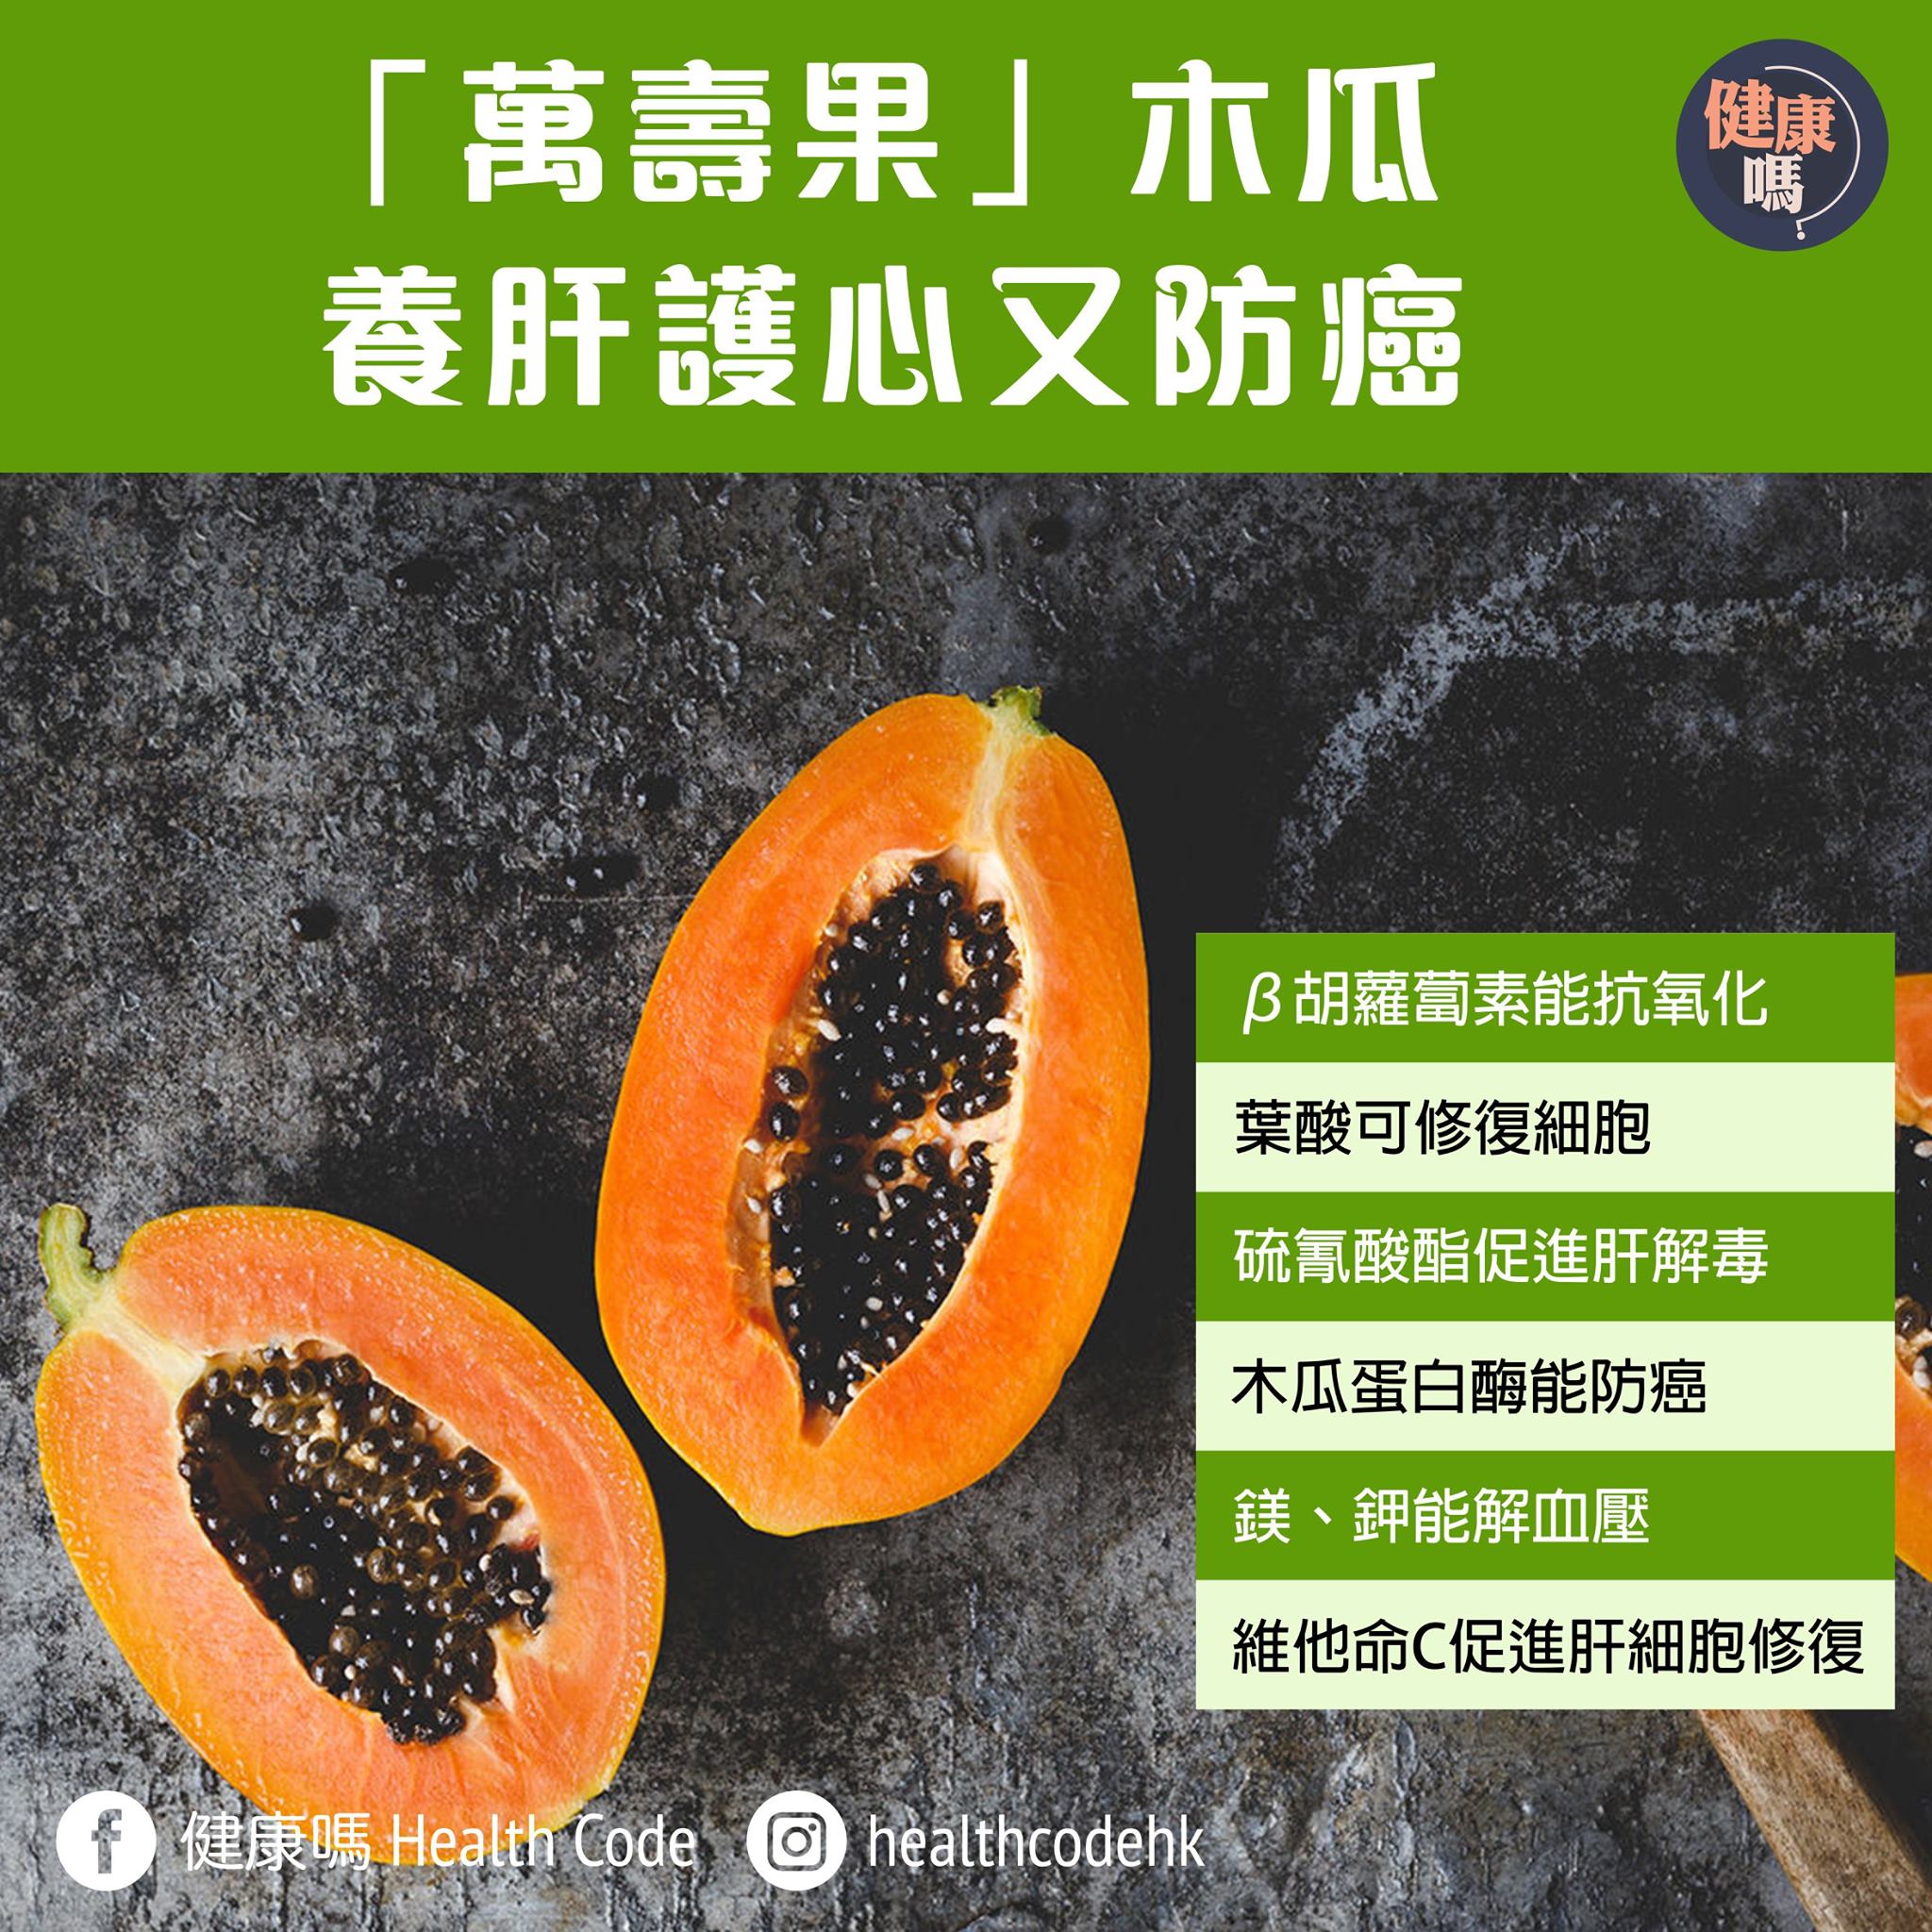 「萬壽果」木瓜
健康
嗎?
養肝護心又防癌
β胡蘿蔔素能抗氧化
葉酸可修復細胞
硫氰酸酯促進肝解毒
木瓜蛋白酶能防癌
鎂、鉀能解血壓
維他命C促進肝細胞修復
健康嗎 Health Code
healthcodehk